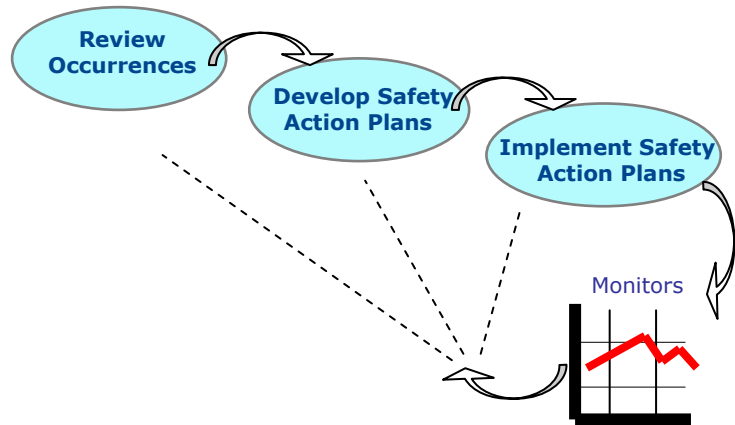 Review
Occurrences
Develop Safety
Action Plans
Implement Safety
Action Plans
Monitors